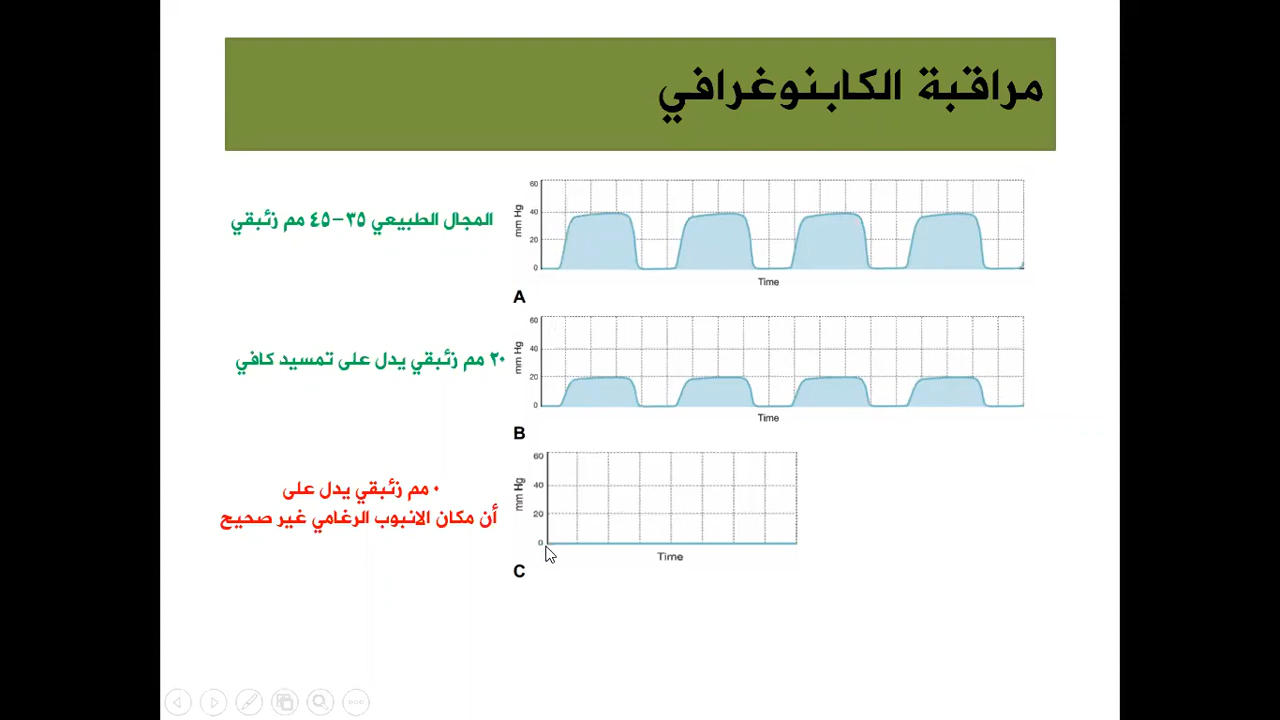 مراقبة الكابنوغرافي
المجال الطبيعي ٣٥-٤٥ مم زئبقي
60
40
20
0
mm Hg
Time
A
٢٠ مم زئبقي يدل على تمسيد كافي
60
40
20
0
mm Hg
Time
B
٠ مم زئبقي يدل على
أن مكان الانبوب الرغامي غير صحيح
60
40
20
0
mm Hg
Time
C